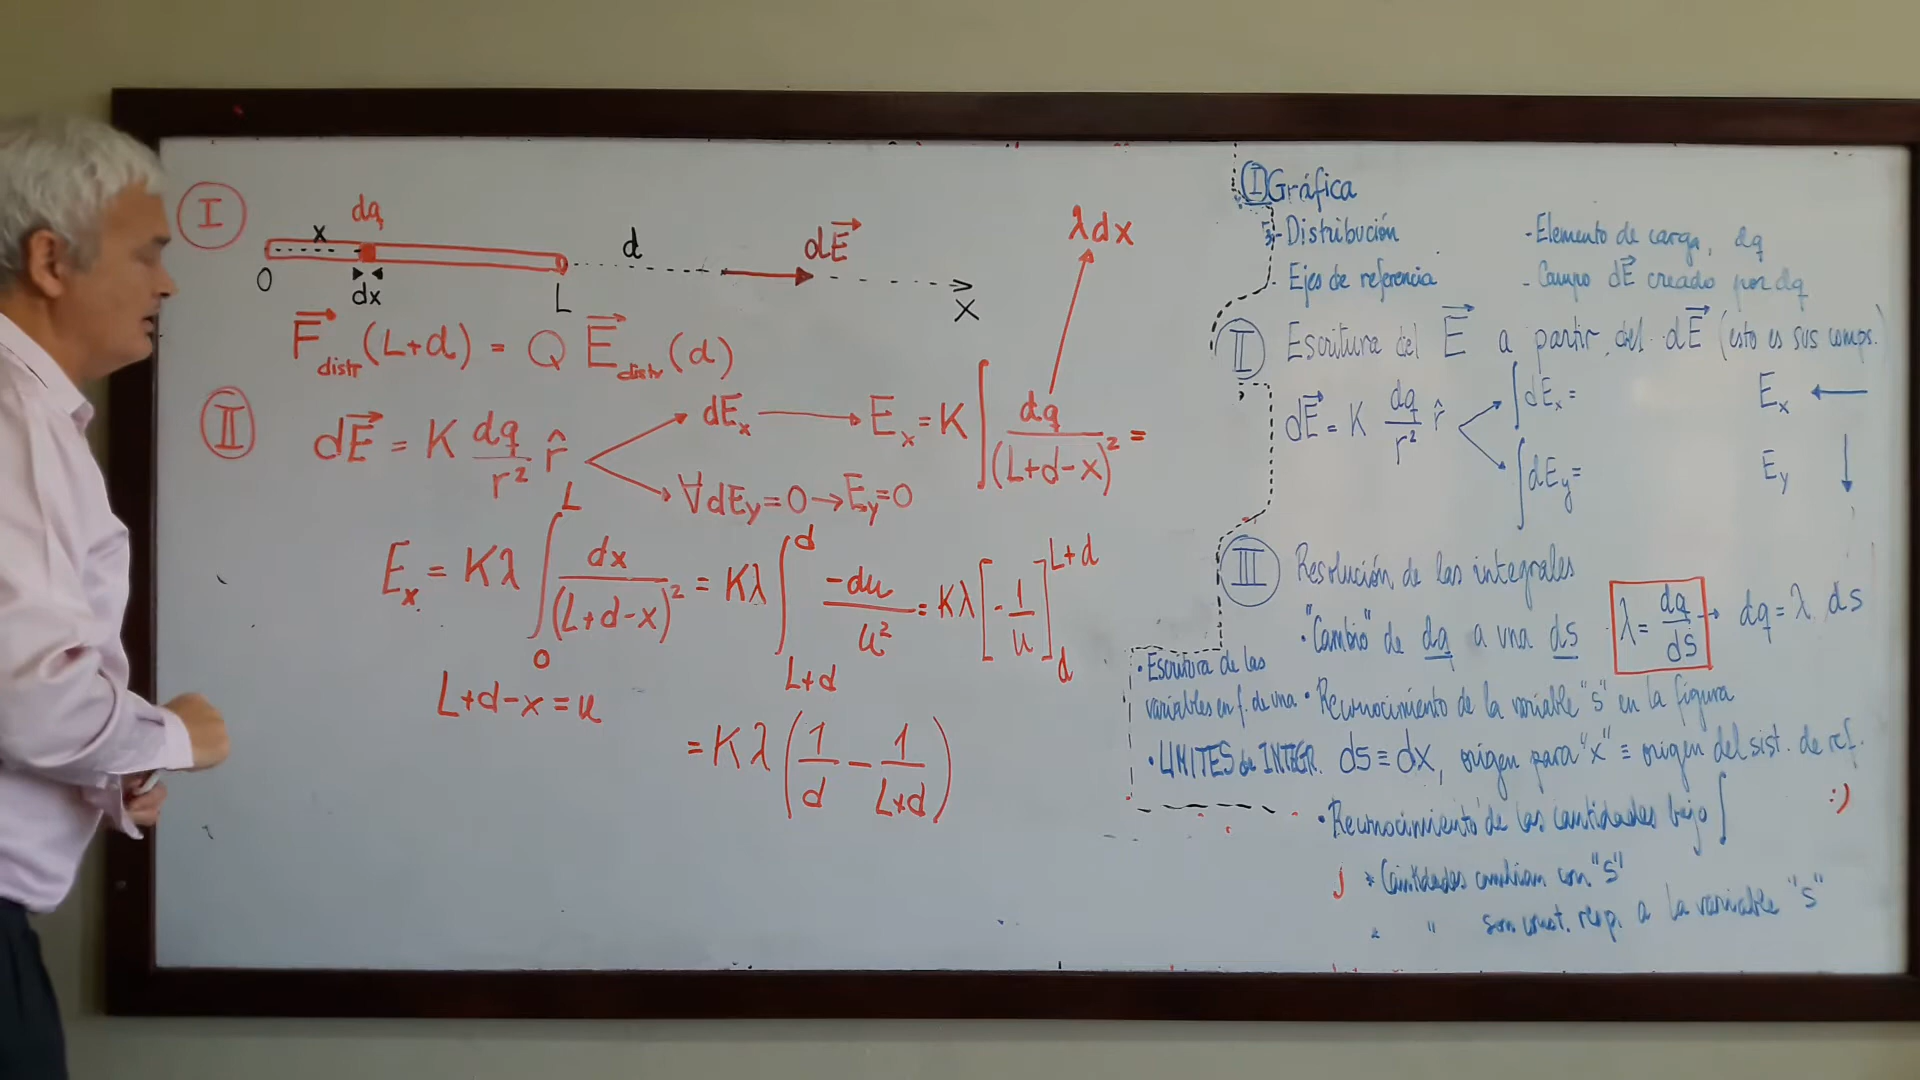 I
dq
x
d
dE⃗
λdx
0
dx
L
x
F⃗distr (L+d) = Q E⃗distr (d)
II
dE⃗ = K dq/r² r̂
dEx → Ex = K ∫ dq/(L+d-x)² =
∀dEy=0 → Ey=0
Ex = Kλ ∫₀ᴸ dx/(L+d-x)² = Kλ ∫_{L+d}^{d} -du/u² = Kλ [-1/u]_d^{L+d}
L+d-x = u
= Kλ (1/d - 1/(L+d))
I Gráfica
- Distribución
- Elemento de carga, dq
- Ejes de referencia
- Campo dE⃗ creado por dq
II Escritura del E⃗ a partir del dE⃗ (esto es sus comps.
dE⃗ = K dq/r² r̂
∫dEx =
Ex ←
∫dEy =
Ey ↓
III Resolución de las integrales
• "Cambio" de dq a una ds
λ = dq/ds → dq = λ ds
• Escritura de las
variables en f. de una
• Reconocimiento de la variable "s" en la figura
• LIMITES de INTEGR. ds ≡ dx, origen para "x" ≡ origen del sist. de ref.
• Reconocimiento de las cantidades bajo ∫
:)
* Cantidades cambian con "s"
* " son const. resp. a la variable "s"